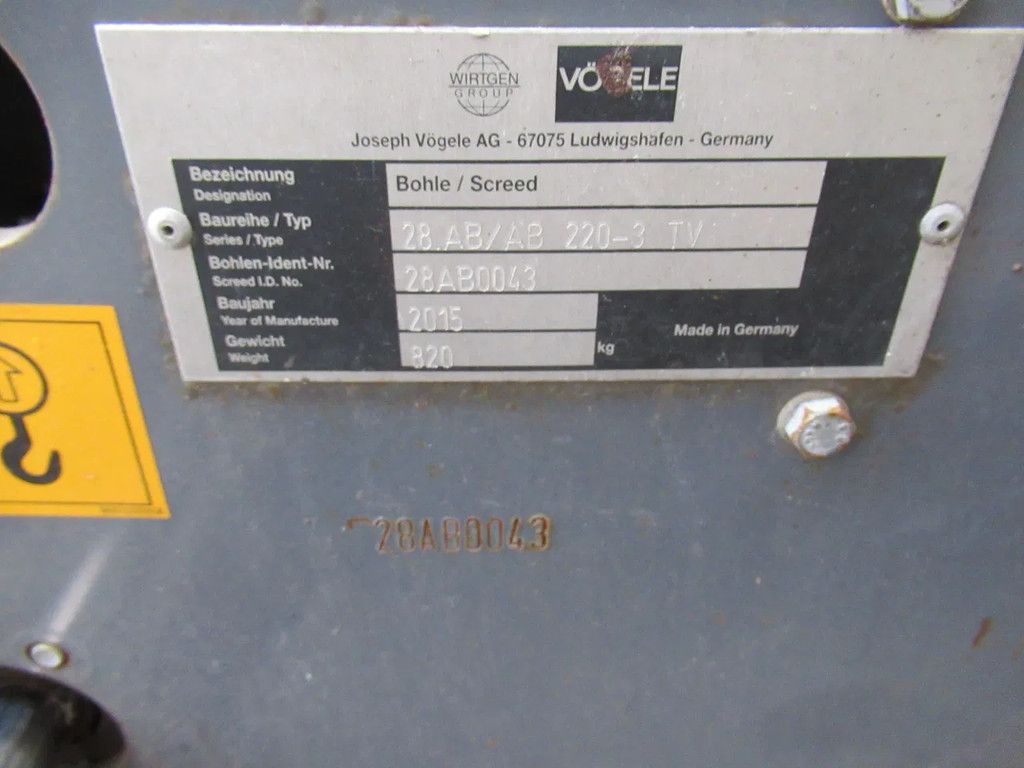 WIRTGEN
GROUP
VÖGELE
Joseph Vögele AG - 67075 Ludwigshafen - Germany
Bezeichnung
Designation
Bohle / Screed
Baureihe / Typ
Series / Type
28.AB/AB 220-3 TV
Bohlen-Ident-Nr.
Screed I.D. No.
28AB0043
Baujahr
Year of Manufacture
2015
Made in Germany
Gewicht
Weight
820
kg
28AB0043